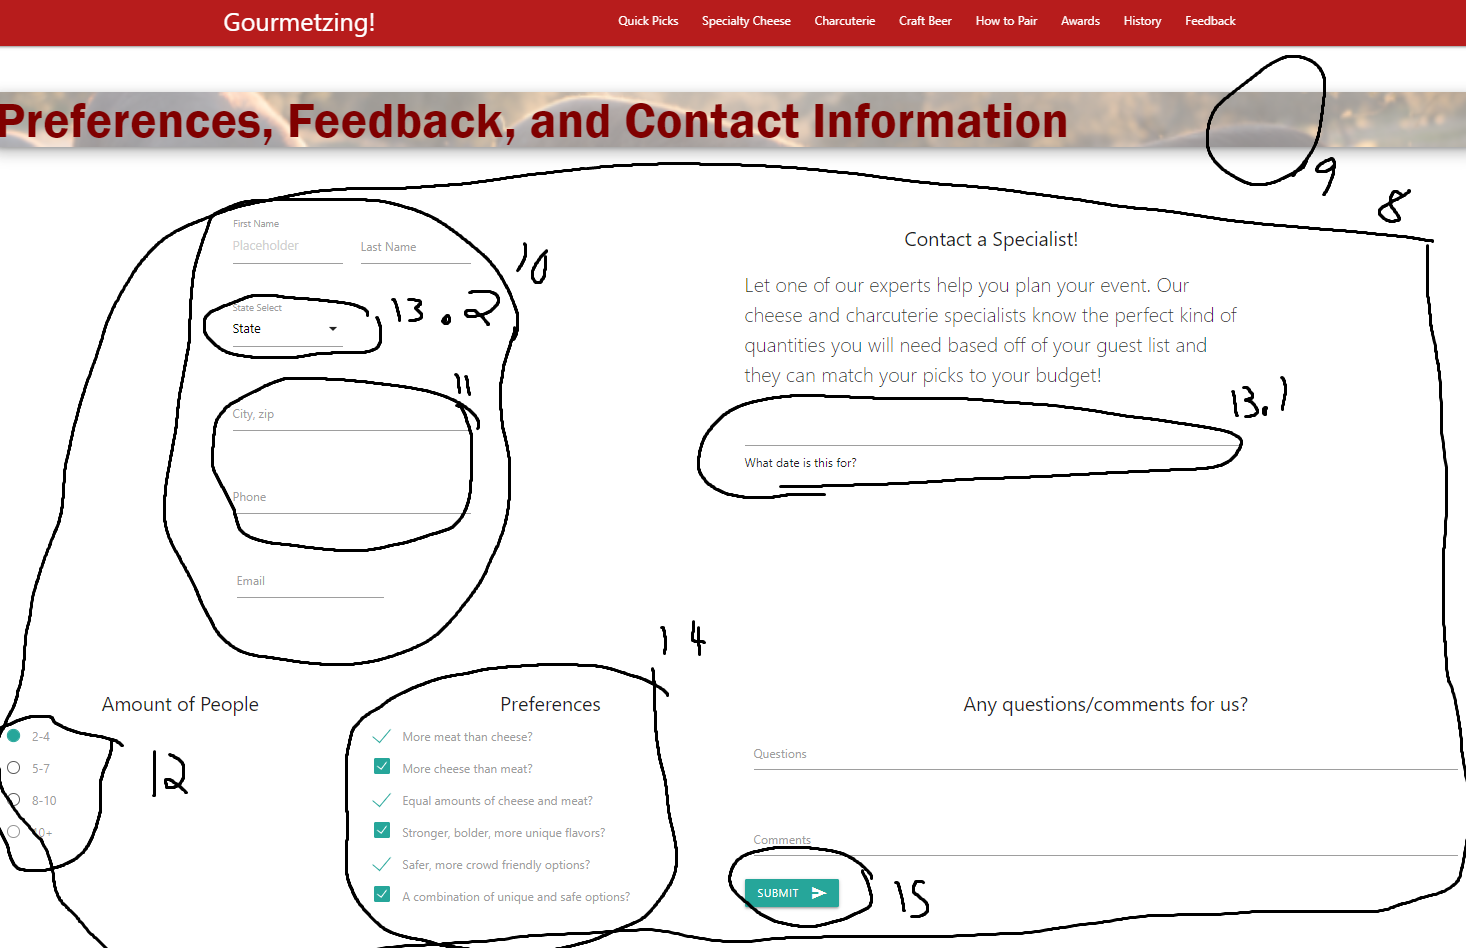 Gourmetzing!
Quick Picks Specialty Cheese Charcuterie Craft Beer How to Pair Awards History Feedback
Preferences, Feedback, and Contact Information
9
8
First Name
Placeholder Last Name
10
State Select
State
13.2
11
City, zip
Phone
Email
Contact a Specialist!
Let one of our experts help you plan your event. Our
cheese and charcuterie specialists know the perfect kind of
quantities you will need based off of your guest list and
they can match your picks to your budget!
13.1
What date is this for?
14
Amount of People
2-4
5-7
8-10
10+
12
Preferences
More meat than cheese?
More cheese than meat?
Equal amounts of cheese and meat?
Stronger, bolder, more unique flavors?
Safer, more crowd friendly options?
A combination of unique and safe options?
Any questions/comments for us?
Questions
Comments
SUBMIT
15